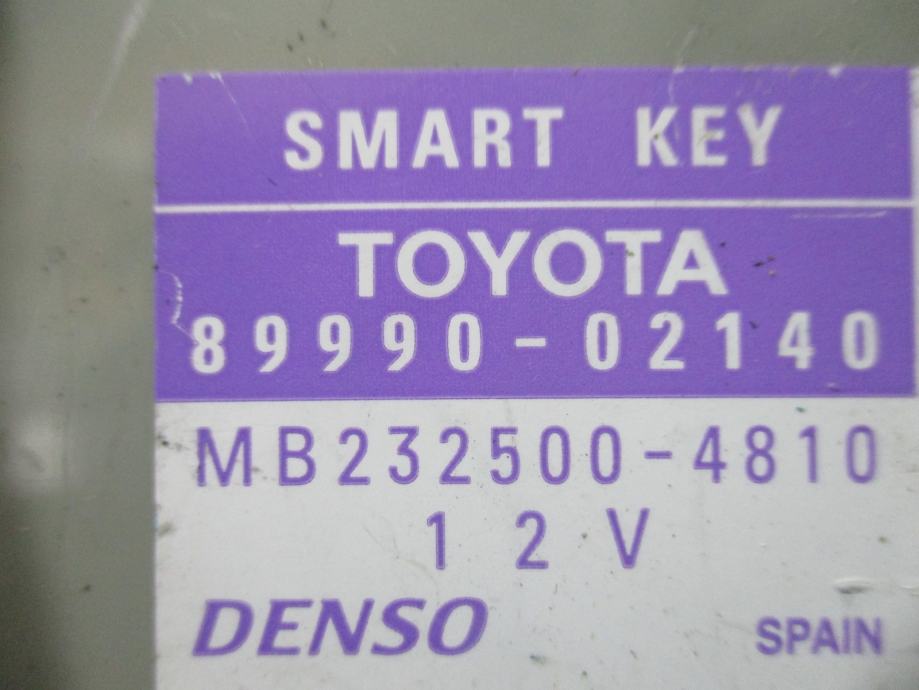 SMART KEY
TOYOTA
89990-02140
MB232500-4810
12V
DENSO SPAIN